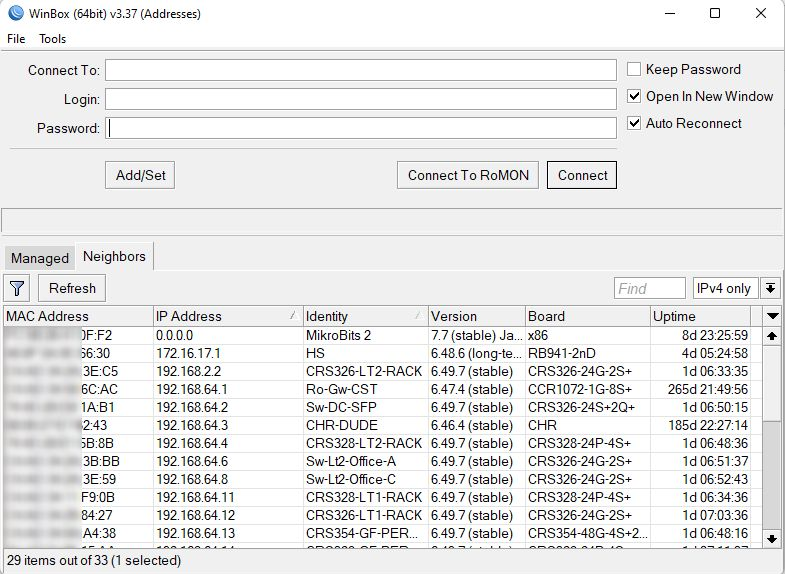 WinBox (64bit) v3.37 (Addresses)
File Tools
Connect To:
Keep Password
Login:
Open In New Window
Password:
Auto Reconnect
Add/Set Connect To RoMON Connect
Managed Neighbors
Refresh Find IPv4 only
MAC Address IP Address Identity Version Board Uptime
0F:F2 0.0.0.0 MikroBits 2 7.7 (stable) Ja... x86 8d 23:25:59
66:30 172.16.17.1 HS 6.48.6 (long-te... RB941-2nD 4d 05:24:58
3E:C5 192.168.2.2 CRS326-LT2-RACK 6.49.7 (stable) CRS326-24G-2S+ 1d 06:33:35
6C:AC 192.168.64.1 Ro-Gw-CST 6.47.4 (stable) CCR1072-1G-8S+ 265d 21:49:56
1A:B1 192.168.64.2 Sw-DC-SFP 6.49.7 (stable) CRS326-24S+2Q+ 1d 06:50:15
62:43 192.168.64.3 CHR-DUDE 6.46.4 (stable) CHR 185d 22:27:14
5B:8B 192.168.64.4 CRS328-LT2-RACK 6.49.7 (stable) CRS328-24P-4S+ 1d 06:48:36
3B:BB 192.168.64.6 Sw-Lt2-Office-A 6.49.7 (stable) CRS326-24G-2S+ 1d 06:51:37
3E:59 192.168.64.8 Sw-Lt2-Office-C 6.49.7 (stable) CRS326-24G-2S+ 1d 06:52:43
F9:0B 192.168.64.11 CRS328-LT1-RACK 6.49.7 (stable) CRS328-24P-4S+ 1d 06:34:36
84:27 192.168.64.12 CRS326-LT1-RACK 6.49.7 (stable) CRS326-24G-2S+ 1d 07:03:36
A4:38 192.168.64.13 CRS354-GF-PER... 6.49.7 (stable) CRS354-48G-4S+2... 1d 06:48:16
29 items out of 33 (1 selected)